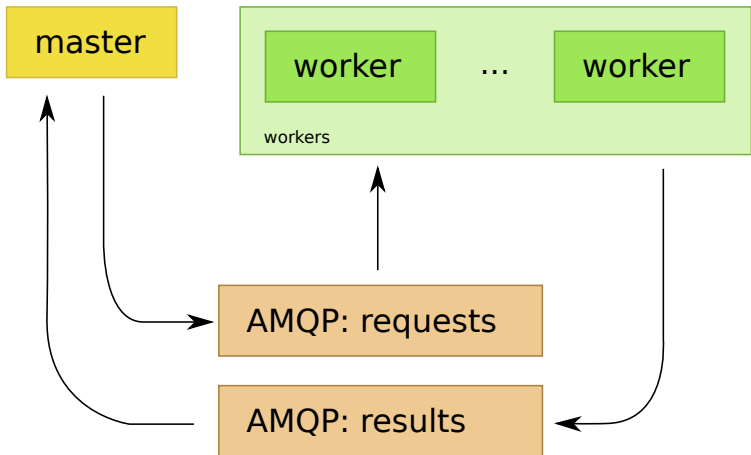 master
worker ... worker
workers
AMQP: requests
AMQP: results